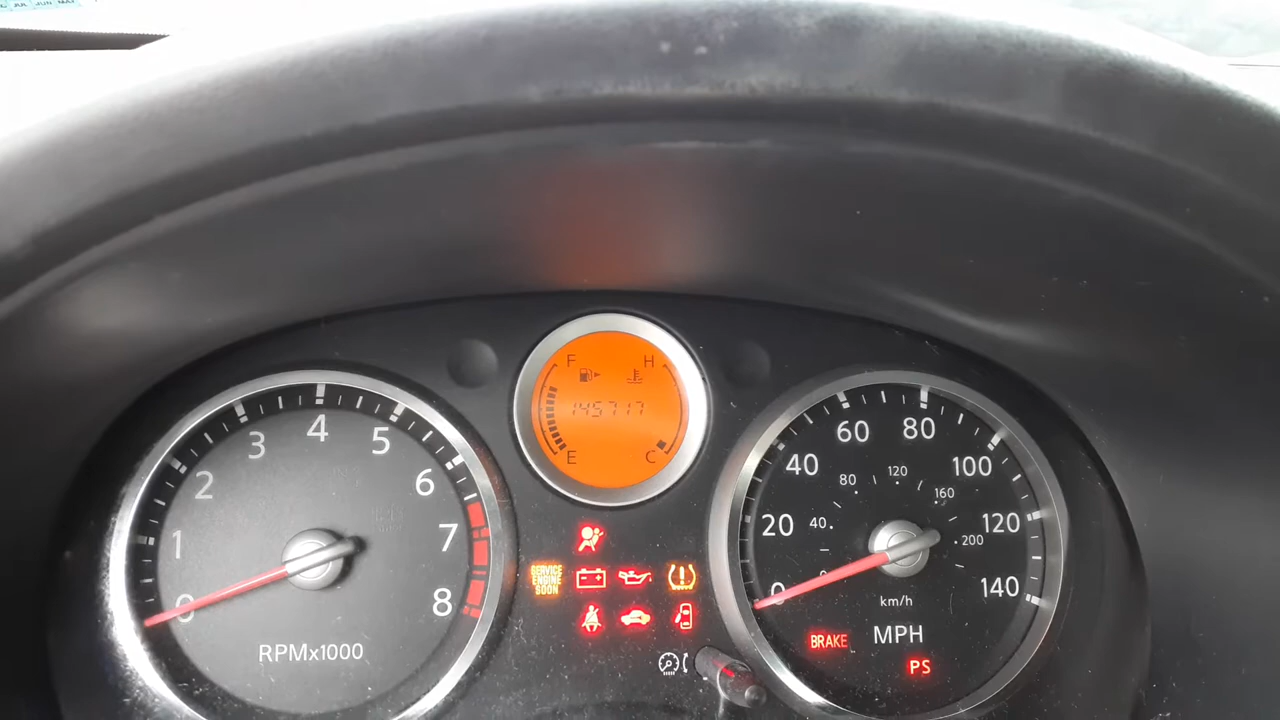 F H
145717
E C
1 2 3 4 5 6 7 8
0
RPMx1000
SERVICE
ENGINE
SOON
0 20 40 60 80 100 120 140
40 80 120 160 200
km/h
MPH
BRAKE
PS